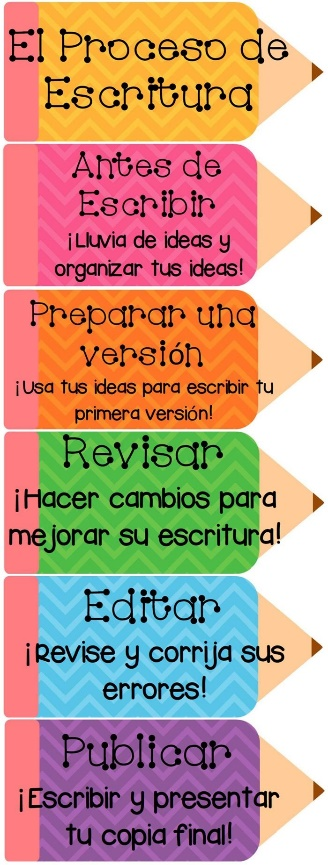 El Proceso de
Escritura
Antes de
Escribir
¡Lluvia de ideas y
organizar tus ideas!
Preparar una
versión
¡Usa tus ideas para escribir tu
primera versión!
Revisar
¡Hacer cambios para
mejorar su escritura!
Editar
¡Revise y corrija sus
errores!
Publicar
¡Escribir y presentar
tu copia final!